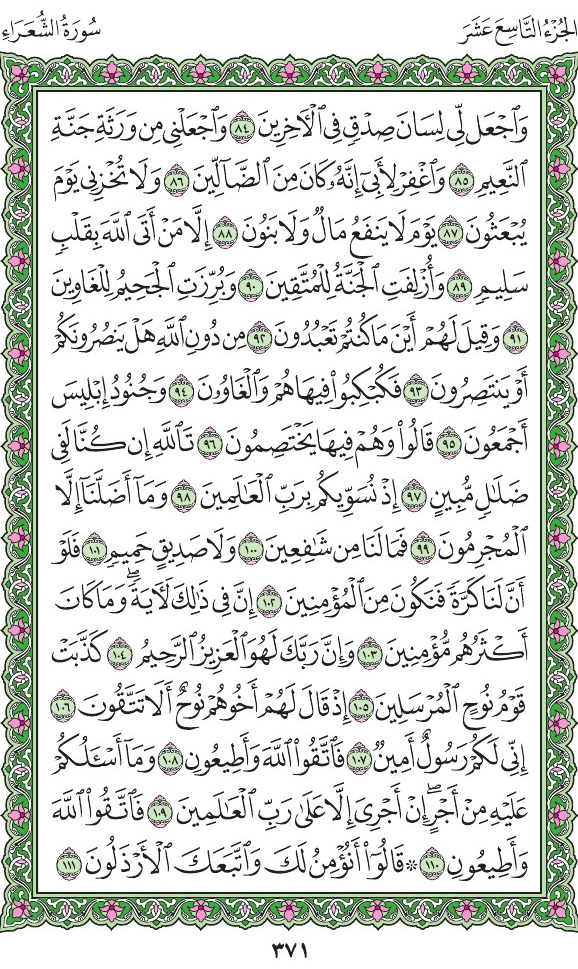 الجُزْءُ التَّاسِعَ عَشَرَ
سُورَةُ الشُّعَرَاءِ
وَٱجْعَل لِّي لِسَانَ صِدْقٖ فِي ٱلْأٓخِرِينَ ٨٤ وَٱجْعَلْنِي مِن وَرَثَةِ جَنَّةِ
ٱلنَّعِيمِ ٨٥ وَٱغْفِرْ لِأَبِيٓ إِنَّهُۥ كَانَ مِنَ ٱلضَّآلِّينَ ٨٦ وَلَا تُخْزِنِي يَوْمَ
يُبْعَثُونَ ٨٧ يَوْمَ لَا يَنفَعُ مَالٞ وَلَا بَنُونَ ٨٨ إِلَّا مَنْ أَتَى ٱللَّهَ بِقَلْبٖ
سَلِيمٖ ٨٩ وَأُزْلِفَتِ ٱلْجَنَّةُ لِلْمُتَّقِينَ ٩٠ وَبُرِّزَتِ ٱلْجَحِيمُ لِلْغَاوِينَ
٩١ وَقِيلَ لَهُمْ أَيْنَ مَا كُنتُمْ تَعْبُدُونَ ٩٢ مِن دُونِ ٱللَّهِ هَلْ يَنصُرُونَكُمْ
أَوْ يَنتَصِرُونَ ٩٣ فَكُبْكِبُوا۟ فِيهَا هُمْ وَٱلْغَاوُۥنَ ٩٤ وَجُنُودُ إِبْلِيسَ
أَجْمَعُونَ ٩٥ قَالُوا۟ وَهُمْ فِيهَا يَخْتَصِمُونَ ٩٦ تَٱللَّهِ إِن كُنَّا لَفِي
ضَلَٰلٖ مُّبِينٍ ٩٧ إِذْ نُسَوِّيكُم بِرَبِّ ٱلْعَٰلَمِينَ ٩٨ وَمَآ أَضَلَّنَآ إِلَّا
ٱلْمُجْرِمُونَ ٩٩ فَمَا لَنَا مِن شَٰفِعِينَ ١٠٠ وَلَا صَدِيقٍ حَمِيمٖ ١٠١ فَلَوْ
أَنَّ لَنَا كَرَّةٗ فَنَكُونَ مِنَ ٱلْمُؤْمِنِينَ ١٠٢ إِنَّ فِي ذَٰلِكَ لَأٓيَةٗۖ وَمَا كَانَ
أَكْثَرُهُم مُّؤْمِنِينَ ١٠٣ وَإِنَّ رَبَّكَ لَهُوَ ٱلْعَزِيزُ ٱلرَّحِيمُ ١٠٤ كَذَّبَتْ
قَوْمُ نُوحٍ ٱلْمُرْسَلِينَ ١٠٥ إِذْ قَالَ لَهُمْ أَخُوهُمْ نُوحٌ أَلَا تَتَّقُونَ ١٠٦
إِنِّي لَكُمْ رَسُولٌ أَمِينٞ ١٠٧ فَٱتَّقُوا۟ ٱللَّهَ وَأَطِيعُونِ ١٠٨ وَمَآ أَسْـَٔلُكُمْ
عَلَيْهِ مِنْ أَجْرٍۖ إِنْ أَجْرِيَ إِلَّا عَلَىٰ رَبِّ ٱلْعَٰلَمِينَ ١٠٩ فَٱتَّقُوا۟ ٱللَّهَ
وَأَطِيعُونِ ١١٠ ۞ قَالُوٓا۟ أَنُؤْمِنُ لَكَ وَٱتَّبَعَكَ ٱلْأَرْذَلُونَ ١١١
٣٧١